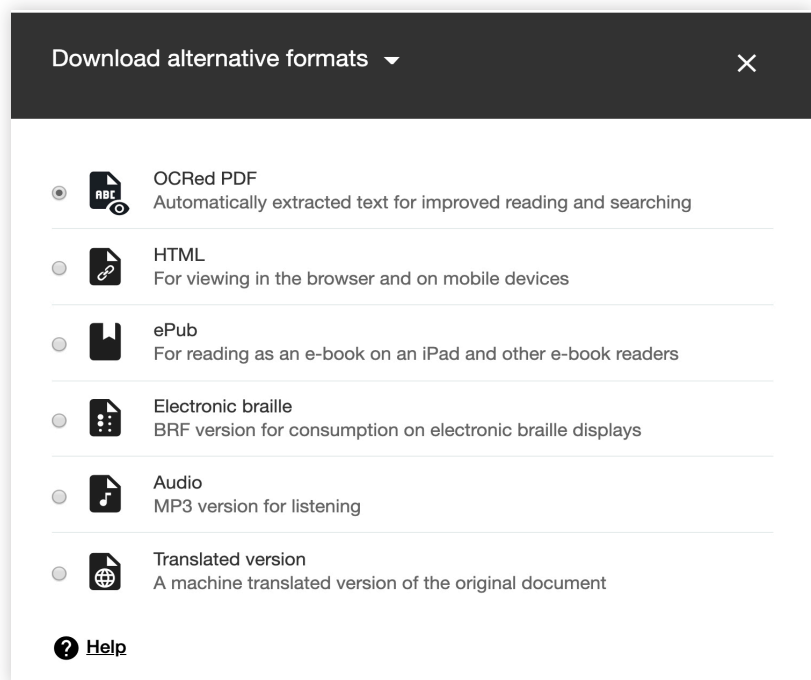 Download alternative formats
ABC
OCRed PDF
Automatically extracted text for improved reading and searching
HTML
For viewing in the browser and on mobile devices
ePub
For reading as an e-book on an iPad and other e-book readers
Electronic braille
BRF version for consumption on electronic braille displays
Audio
MP3 version for listening
Translated version
A machine translated version of the original document
? Help